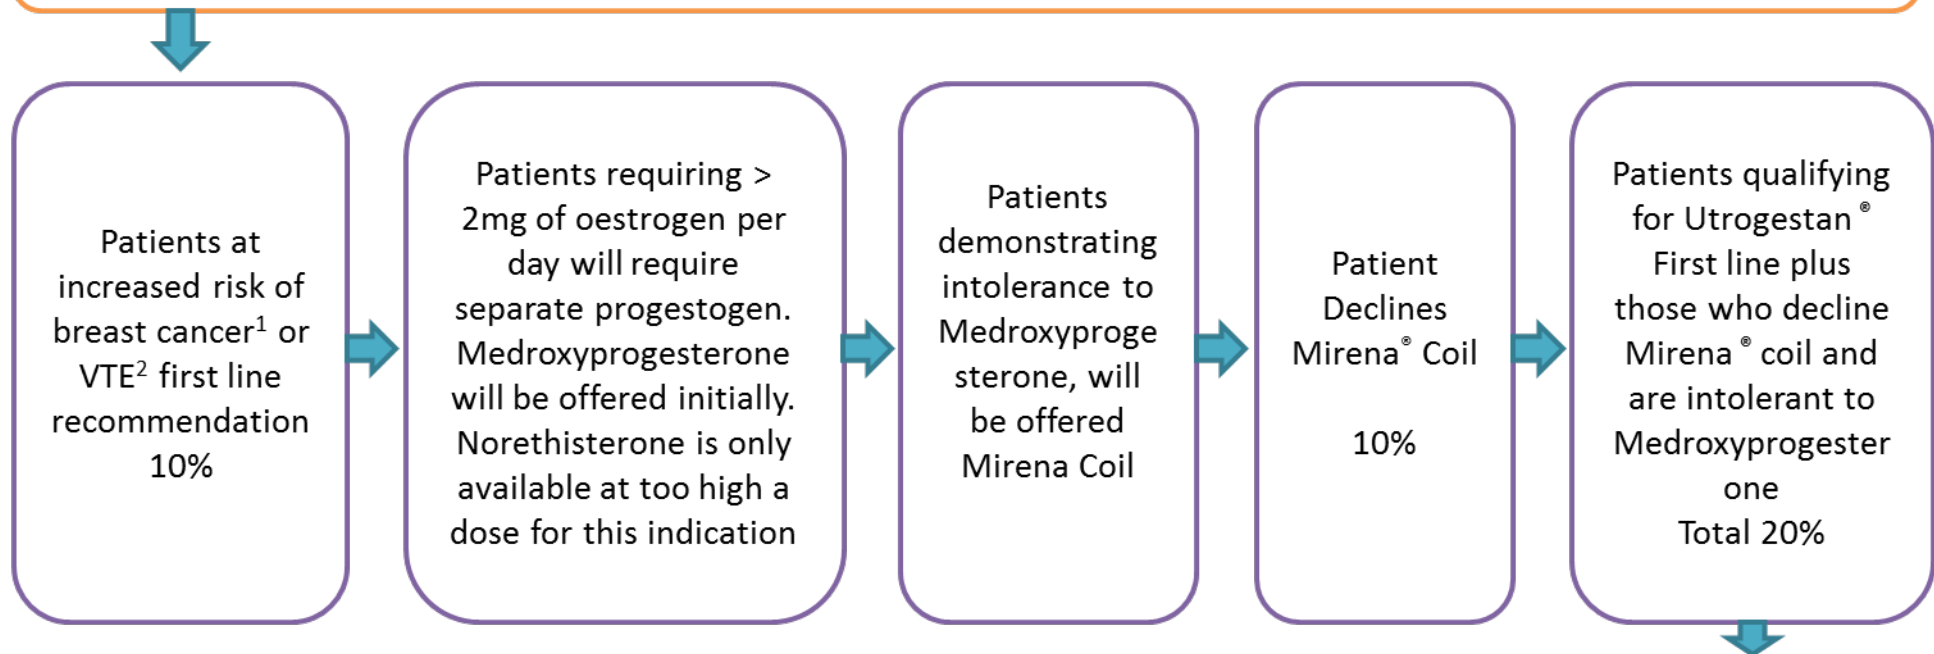 Patients at
increased risk of
breast cancer¹ or
VTE² first line
recommendation
10%
Patients requiring >
2mg of oestrogen per
day will require
separate progestogen.
Medroxyprogesterone
will be offered initially.
Norethisterone is only
available at too high a
dose for this indication
Patients
demonstrating
intolerance to
Medroxyproge
sterone, will
be offered
Mirena Coil
Patient
Declines
Mirena® Coil
10%
Patients qualifying
for Utrogestan ®
First line plus
those who decline
Mirena ® coil and
are intolerant to
Medroxyprogester
one
Total 20%